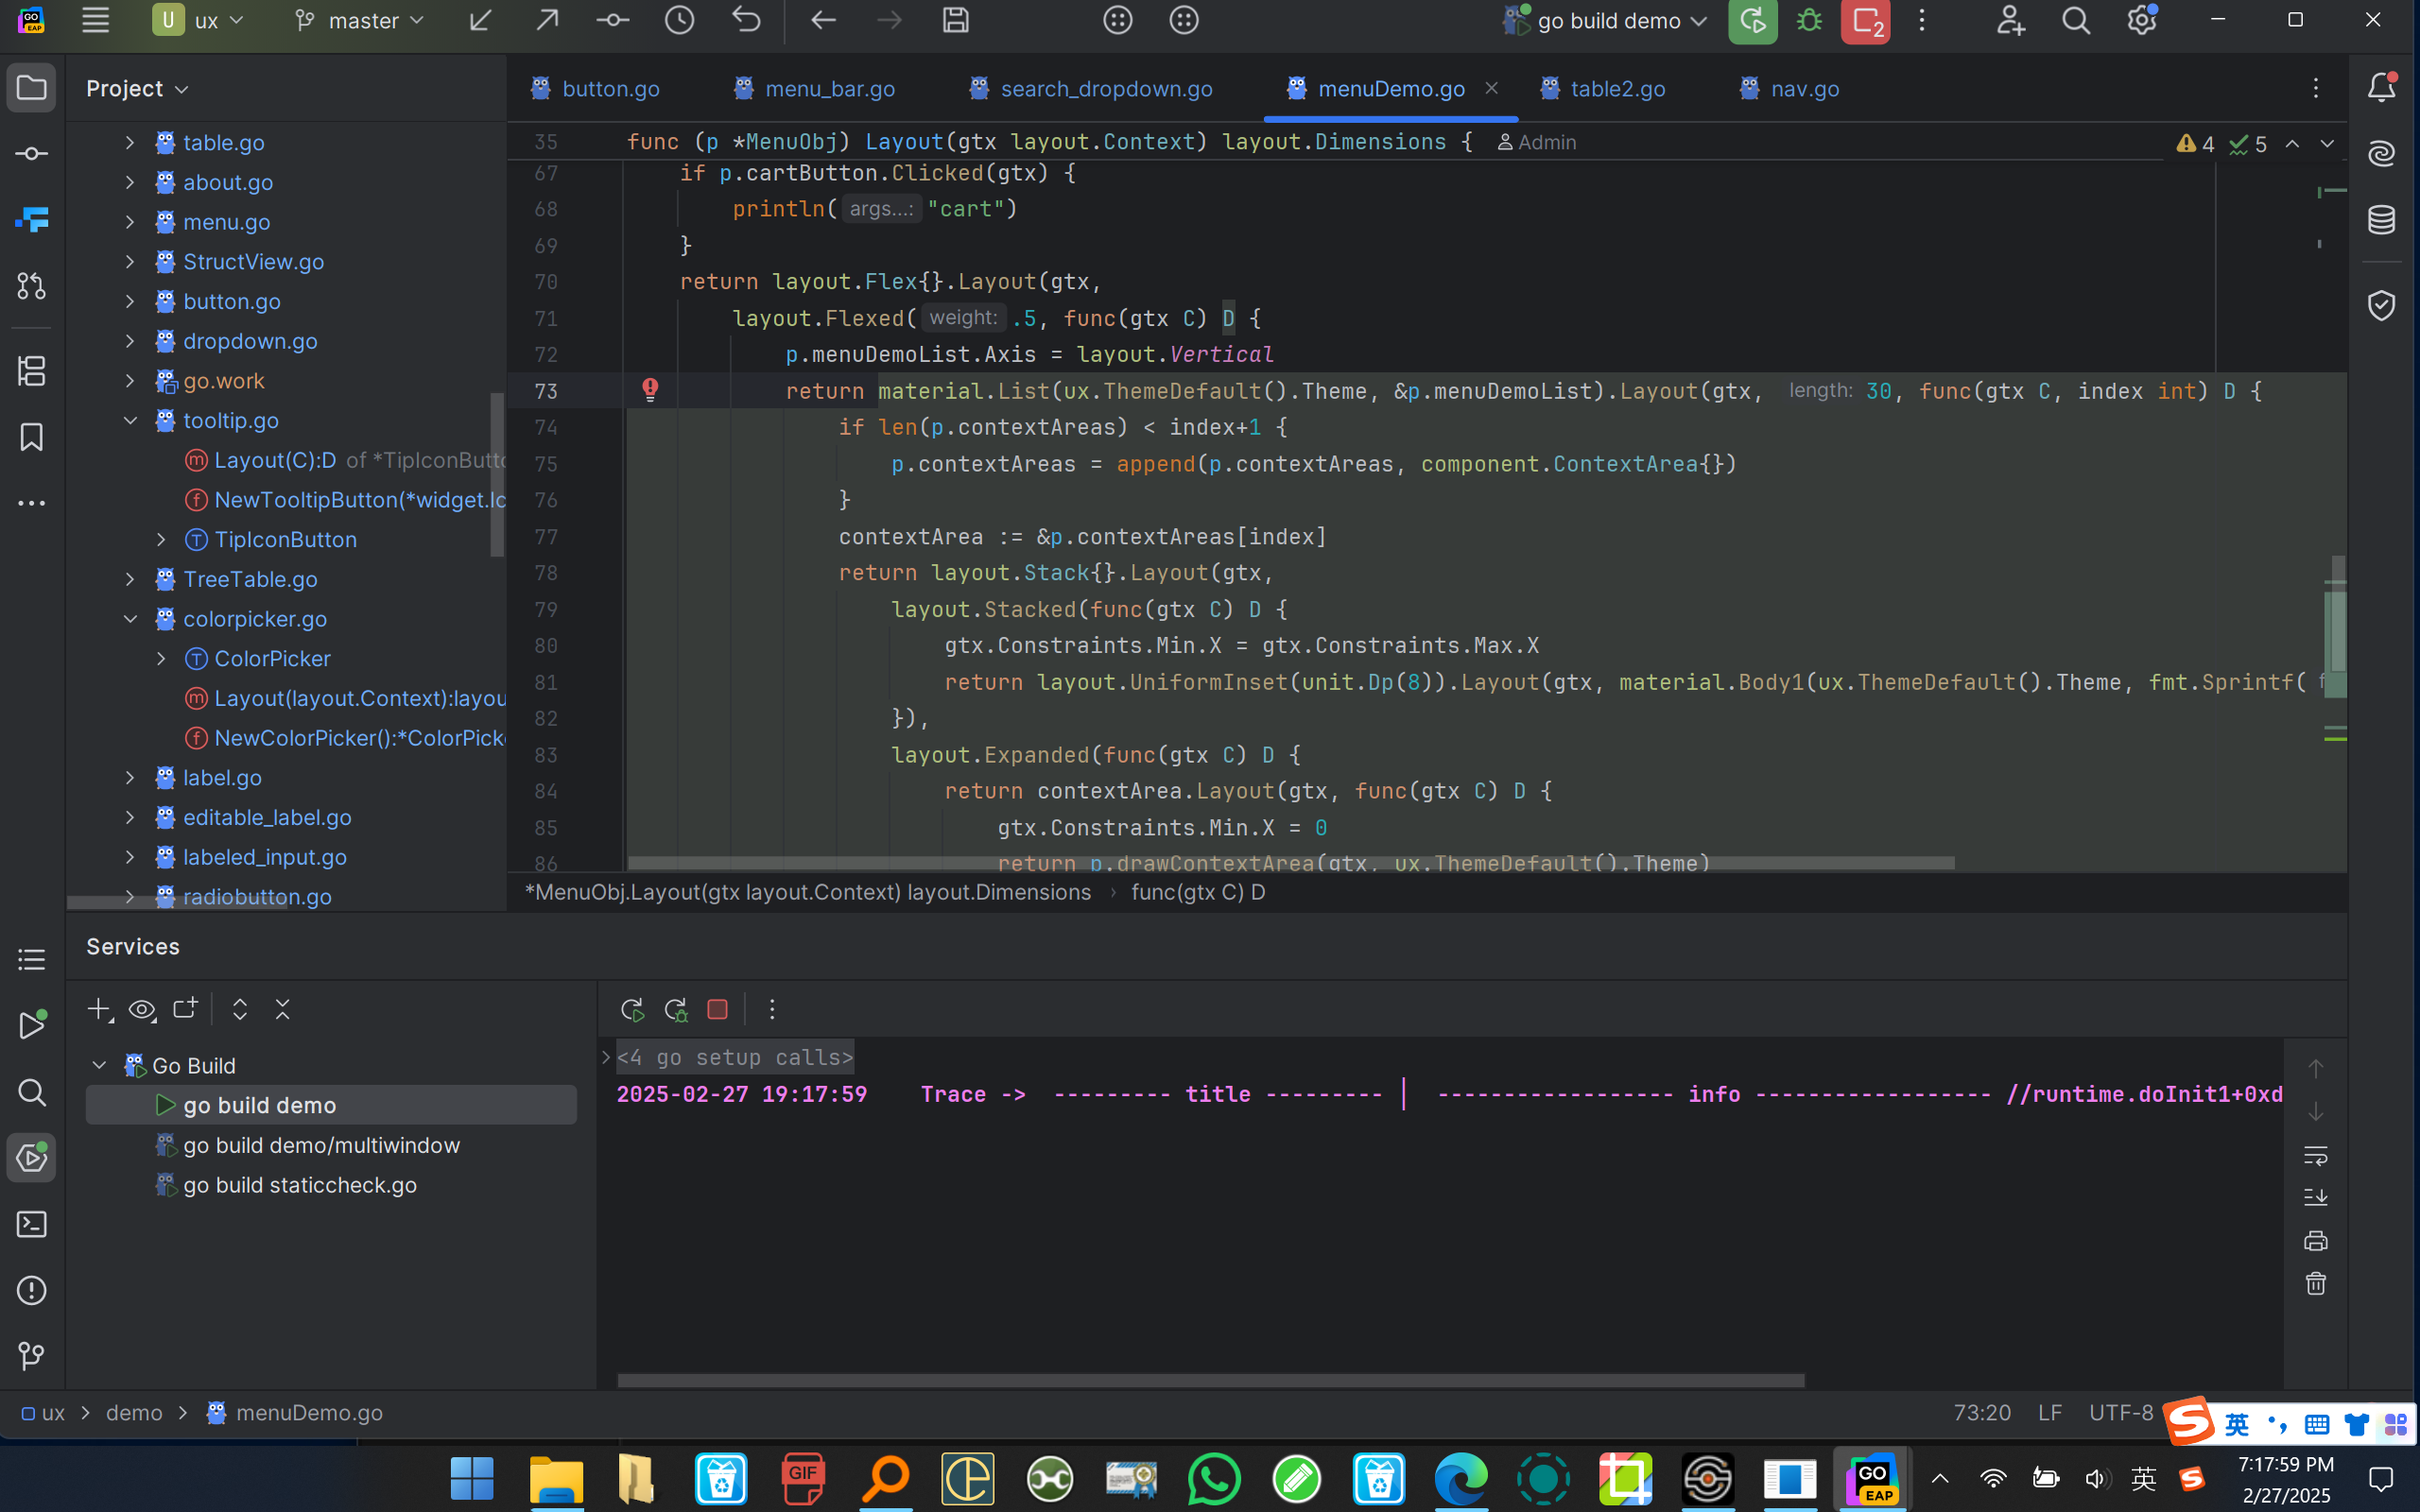 U ux master go build demo 2
Project
button.go menu_bar.go search_dropdown.go menuDemo.go table2.go nav.go
table.go
about.go
menu.go
StructView.go
button.go
dropdown.go
go.work
tooltip.go
Layout(C):D of *TipIconButto
NewTooltipButton(*widget.Ic
TipIconButton
TreeTable.go
colorpicker.go
ColorPicker
Layout(layout.Context):layou
NewColorPicker():*ColorPick
label.go
editable_label.go
labeled_input.go
radiobutton.go
35 func (p *MenuObj) Layout(gtx layout.Context) layout.Dimensions { Admin 4 5
67 if p.cartButton.Clicked(gtx) {
68 println( args...: "cart")
69 }
70 return layout.Flex{}.Layout(gtx,
71 layout.Flexed( weight: .5, func(gtx C) D {
72 p.menuDemoList.Axis = layout.Vertical
73 return material.List(ux.ThemeDefault().Theme, &p.menuDemoList).Layout(gtx, length: 30, func(gtx C, index int) D {
74 if len(p.contextAreas) < index+1 {
75 p.contextAreas = append(p.contextAreas, component.ContextArea{})
76 }
77 contextArea := &p.contextAreas[index]
78 return layout.Stack{}.Layout(gtx,
79 layout.Stacked(func(gtx C) D {
80 gtx.Constraints.Min.X = gtx.Constraints.Max.X
81 return layout.UniformInset(unit.Dp(8)).Layout(gtx, material.Body1(ux.ThemeDefault().Theme, fmt.Sprintf( f
82 }),
83 layout.Expanded(func(gtx C) D {
84 return contextArea.Layout(gtx, func(gtx C) D {
85 gtx.Constraints.Min.X = 0
86 return p.drawContextArea(gtx, ux.ThemeDefault().Theme)
*MenuObj.Layout(gtx layout.Context) layout.Dimensions › func(gtx C) D
Services
Go Build
go build demo
go build demo/multiwindow
go build staticcheck.go
<4 go setup calls>
2025-02-27 19:17:59 Trace -> --------- title --------- | ------------------ info ------------------ //runtime.doInit1+0xd
ux > demo > menuDemo.go 73:20 LF UTF-8
英
GIF
GO EAP
英
7:17:59 PM
2/27/2025